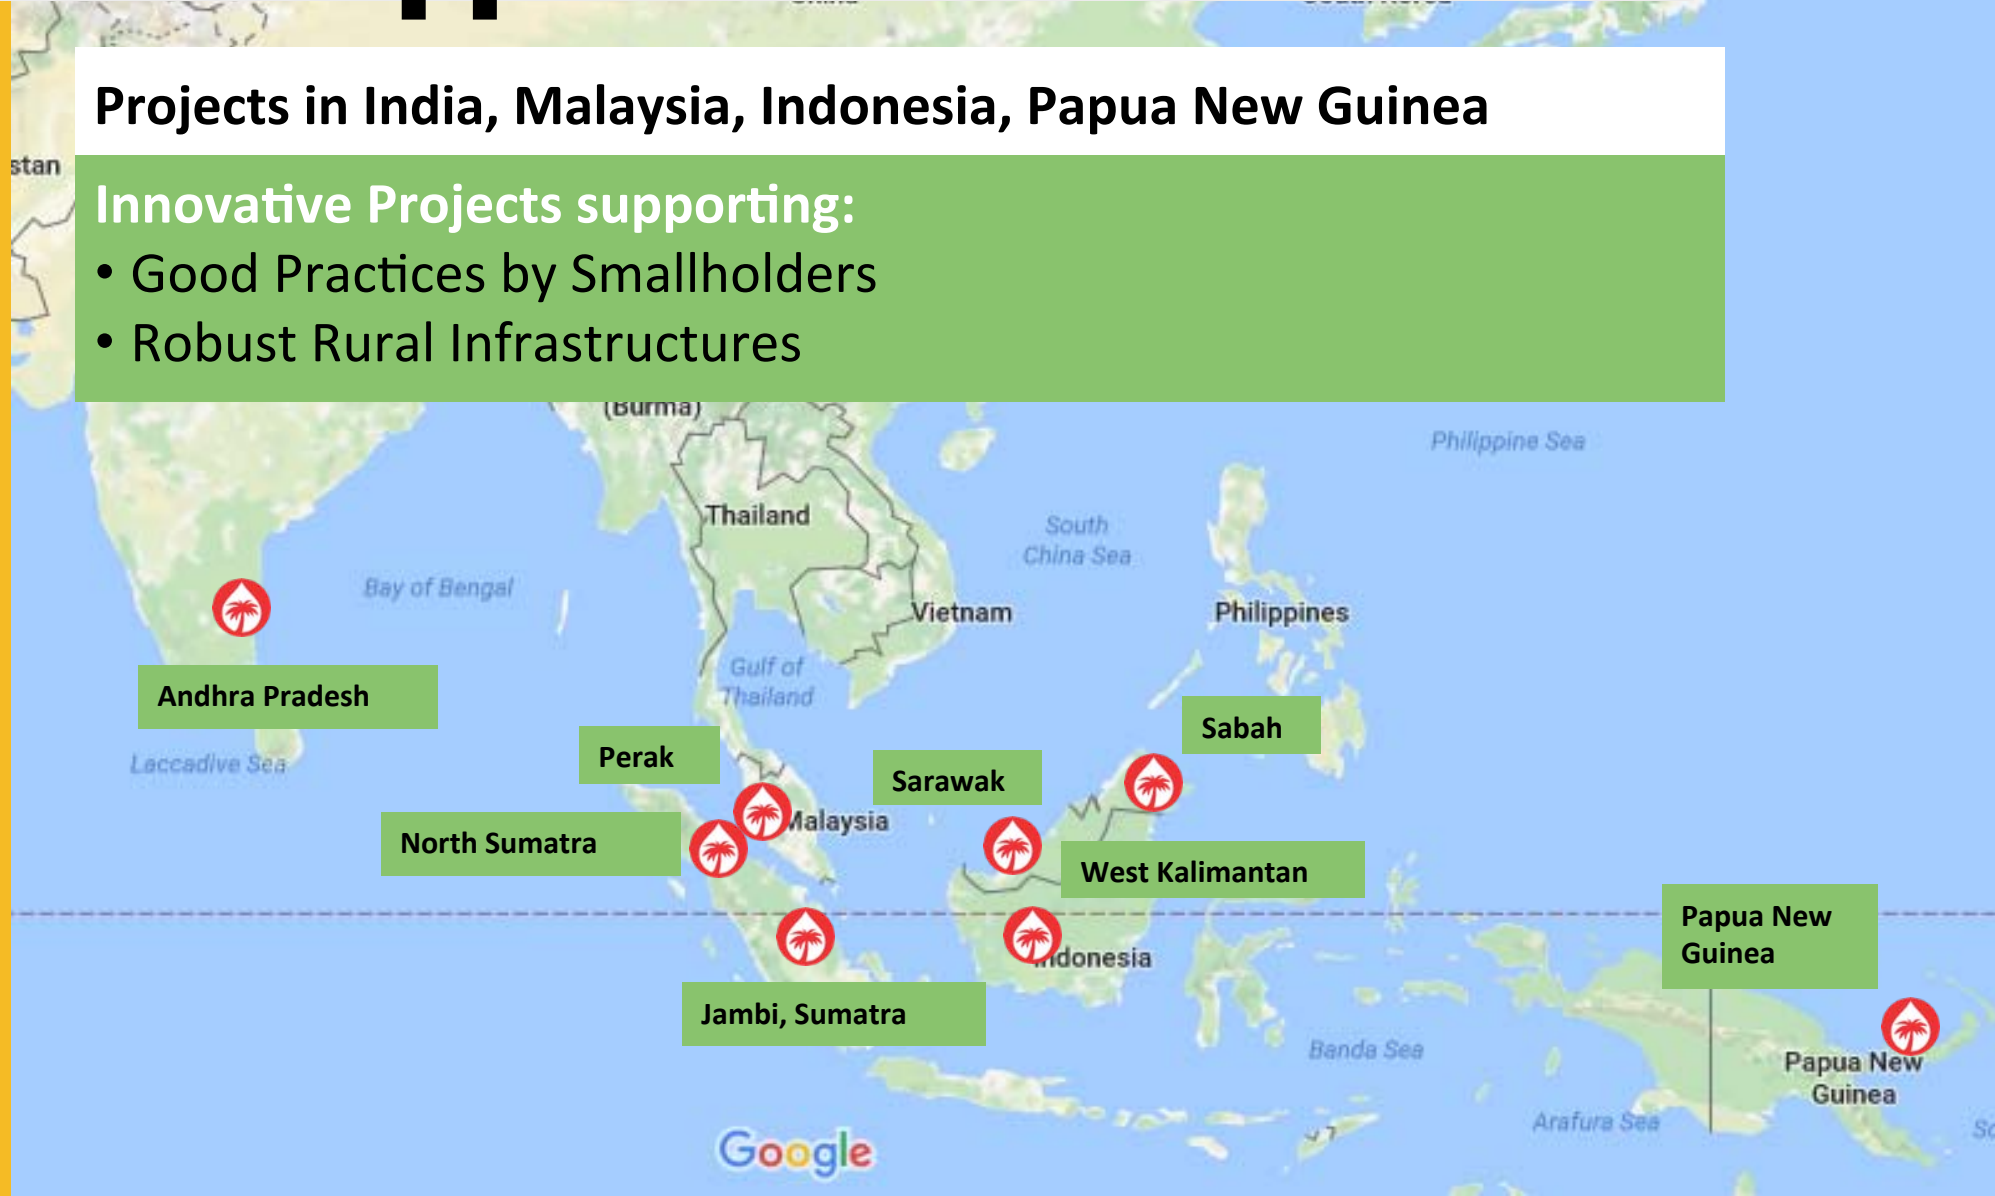 Projects in India, Malaysia, Indonesia, Papua New Guinea
stan
Innovative Projects supporting:
• Good Practices by Smallholders
• Robust Rural Infrastructures
(Burma)
Philippine Sea
Thailand
South
China Sea
Bay of Bengal
Vietnam
Philippines
Gulf of
Thailand
Andhra Pradesh
Sabah
Perak
Laccadive Sea
Sarawak
Malaysia
North Sumatra
West Kalimantan
Papua New
Guinea
Indonesia
Jambi, Sumatra
Banda Sea
Papua New
Guinea
Arafura Sea
Google